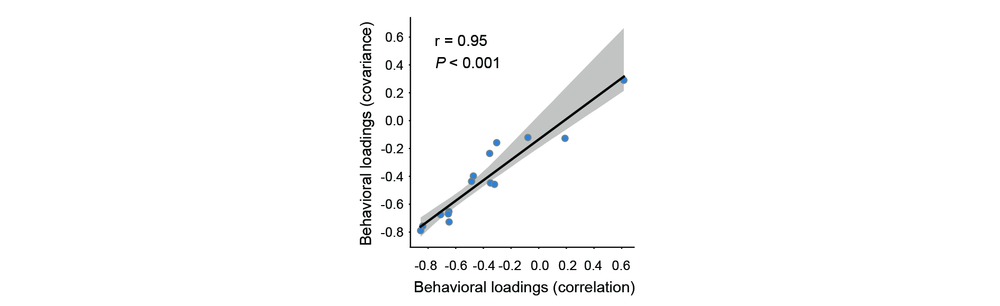 r = 0.95
P < 0.001
Behavioral loadings (covariance)
0.6
0.4
0.2
0.0
-0.2
-0.4
-0.6
-0.8
-0.8 -0.6 -0.4 -0.2 0.0 0.2 0.4 0.6
Behavioral loadings (correlation)